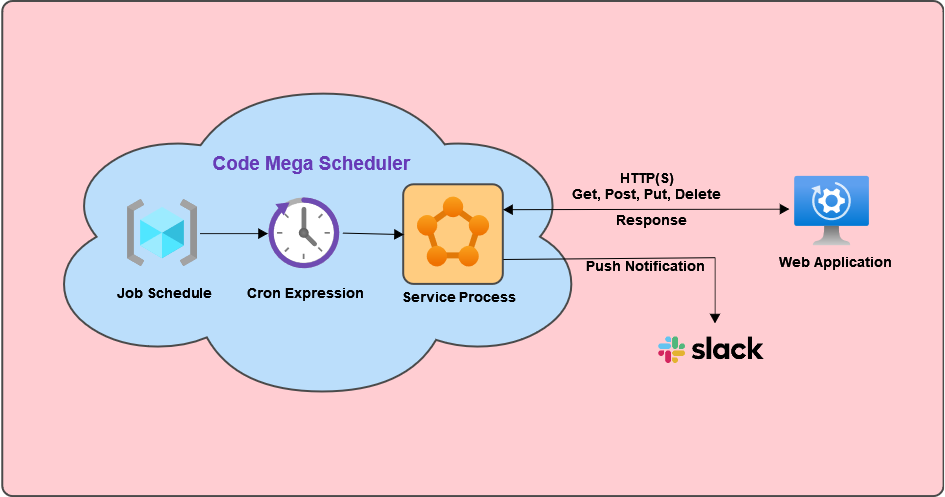 Code Mega Scheduler
HTTP(S)
Get, Post, Put, Delete
Response
Web Application
Push Notification
Job Schedule
Cron Expression
Service Process
slack